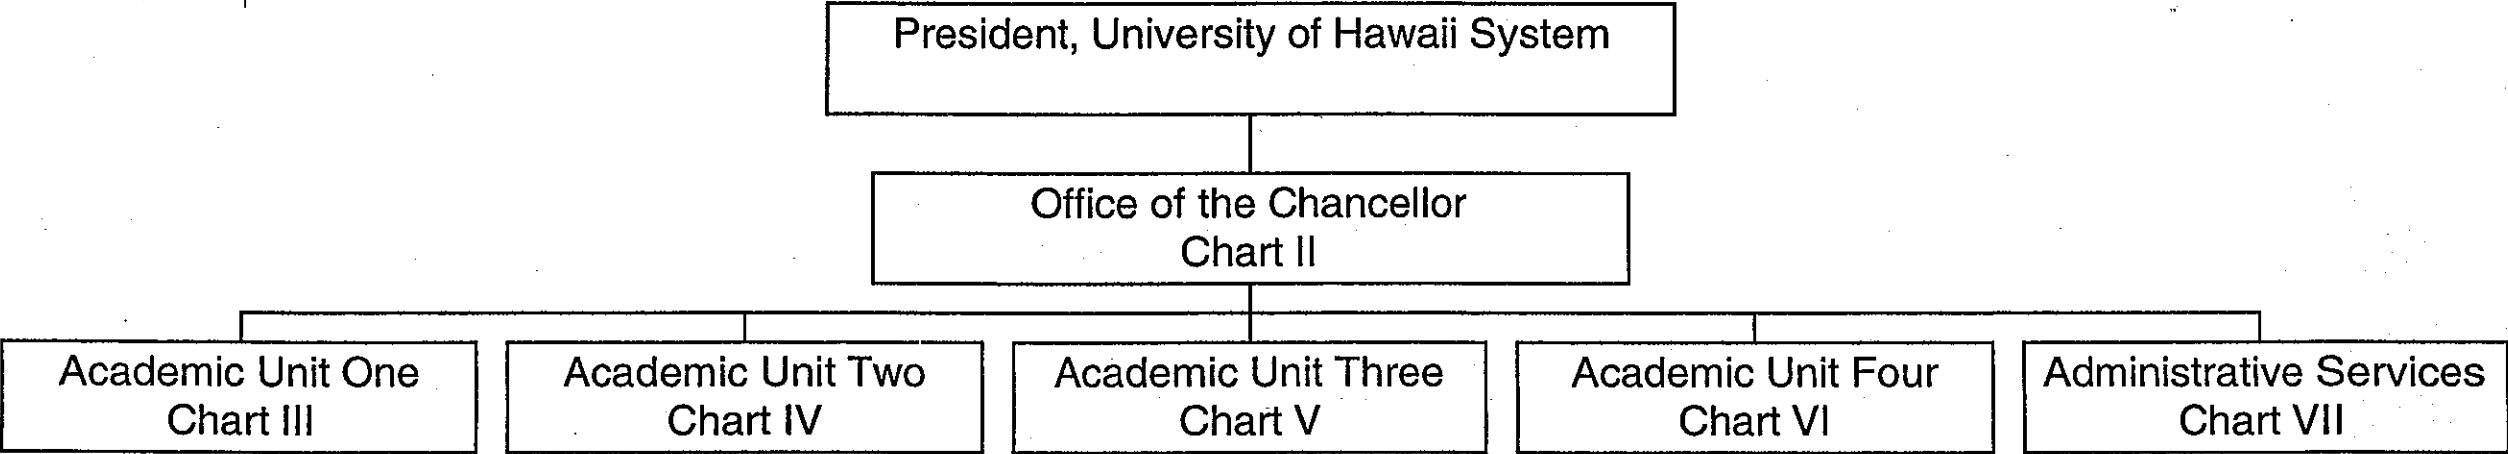 President, University of Hawaii System
Office of the Chancellor
Chart II
Academic Unit One
Chart III
Academic Unit Two
Chart IV
Academic Unit Three
Chart V
Academic Unit Four
Chart VI
Administrative Services
Chart VII